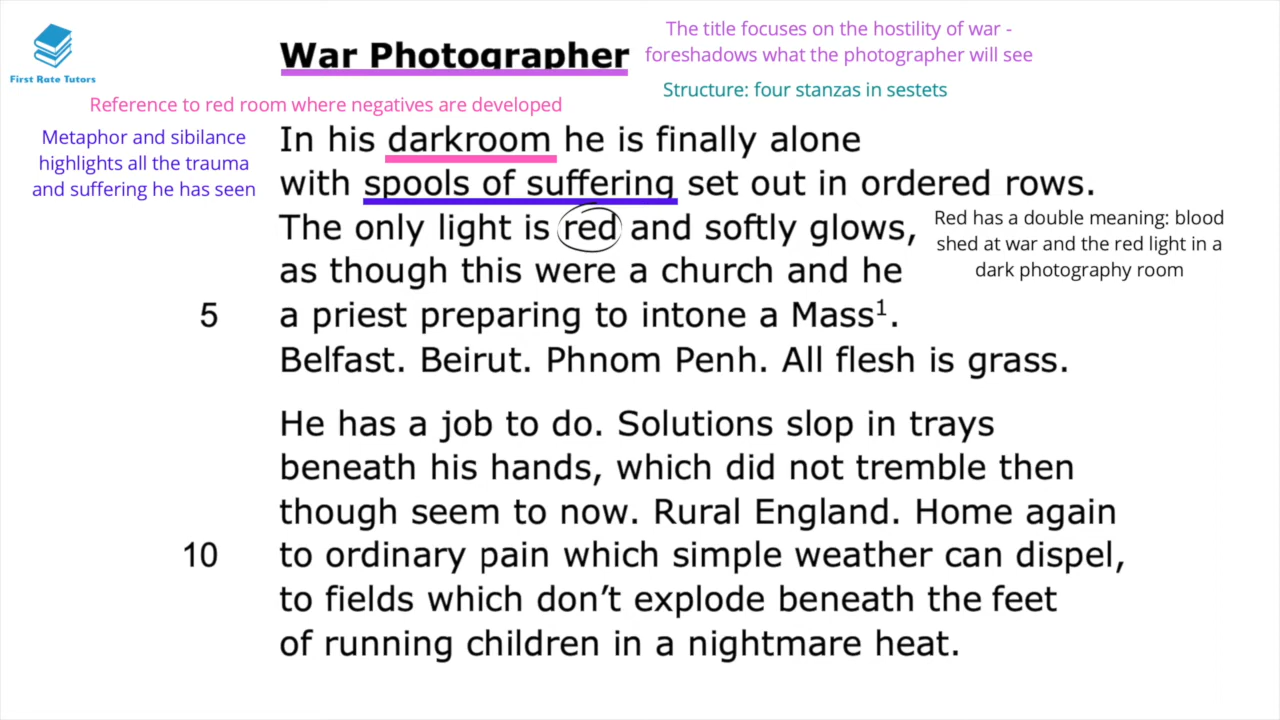 First Rate Tutors
War Photographer
The title focuses on the hostility of war -
foreshadows what the photographer will see
Structure: four stanzas in sestets
Reference to red room where negatives are developed
Metaphor and sibilance
highlights all the trauma
and suffering he has seen
In his darkroom he is finally alone
with spools of suffering set out in ordered rows.
The only light is red and softly glows,
as though this were a church and he
5 a priest preparing to intone a Mass¹.
Belfast. Beirut. Phnom Penh. All flesh is grass.
Red has a double meaning: blood
shed at war and the red light in a
dark photography room
He has a job to do. Solutions slop in trays
beneath his hands, which did not tremble then
though seem to now. Rural England. Home again
10 to ordinary pain which simple weather can dispel,
to fields which don’t explode beneath the feet
of running children in a nightmare heat.